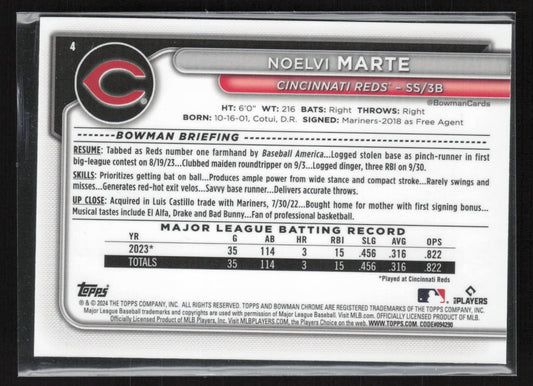 4
NOELVI MARTE
CINCINNATI REDS® – SS/3B
@BowmanCards
HT: 6'0" WT: 216 BATS: Right THROWS: Right
BORN: 10-16-01, Cotui, D.R. SIGNED: Mariners-2018 as Free Agent
BOWMAN BRIEFING
RESUME: Tabbed as Reds number one farmhand by Baseball America...Logged stolen base as pinch-runner in first
big-league contest on 8/19/23...Clubbed maiden roundtripper on 9/3...Logged dinger, three RBI on 9/30.
SKILLS: Prioritizes getting bat on ball...Produces ample power from wide stance and compact stroke...Rarely swings and
misses...Generates red-hot exit velos...Savvy base runner...Delivers accurate throws.
UP CLOSE: Acquired in Luis Castillo trade with Mariners, 7/30/22...Bought home for mother with first signing bonus...
Musical tastes include El Alfa, Drake and Bad Bunny...Fan of professional basketball.
MAJOR LEAGUE BATTING RECORD
YR G AB HR RBI SLG AVG OPS
2023* 35 114 3 15 .456 .316 .822
TOTALS 35 114 3 15 .456 .316 .822
*Played at Cincinnati Reds
Topps
MLB PLAYERS
® & © 2024 THE TOPPS COMPANY, INC. ALL RIGHTS RESERVED. TOPPS AND BOWMAN CHROME ARE REGISTERED TRADEMARKS OF THE TOPPS COMPANY, INC.
Major League Baseball trademarks and copyrights are used with permission of Major League Baseball. Visit MLB.com.
Officially Licensed Product of MLB Players, Inc. Visit MLBPLAYERS.com, the Players Choice on the web. WWW.TOPPS.COM. CODE#094290